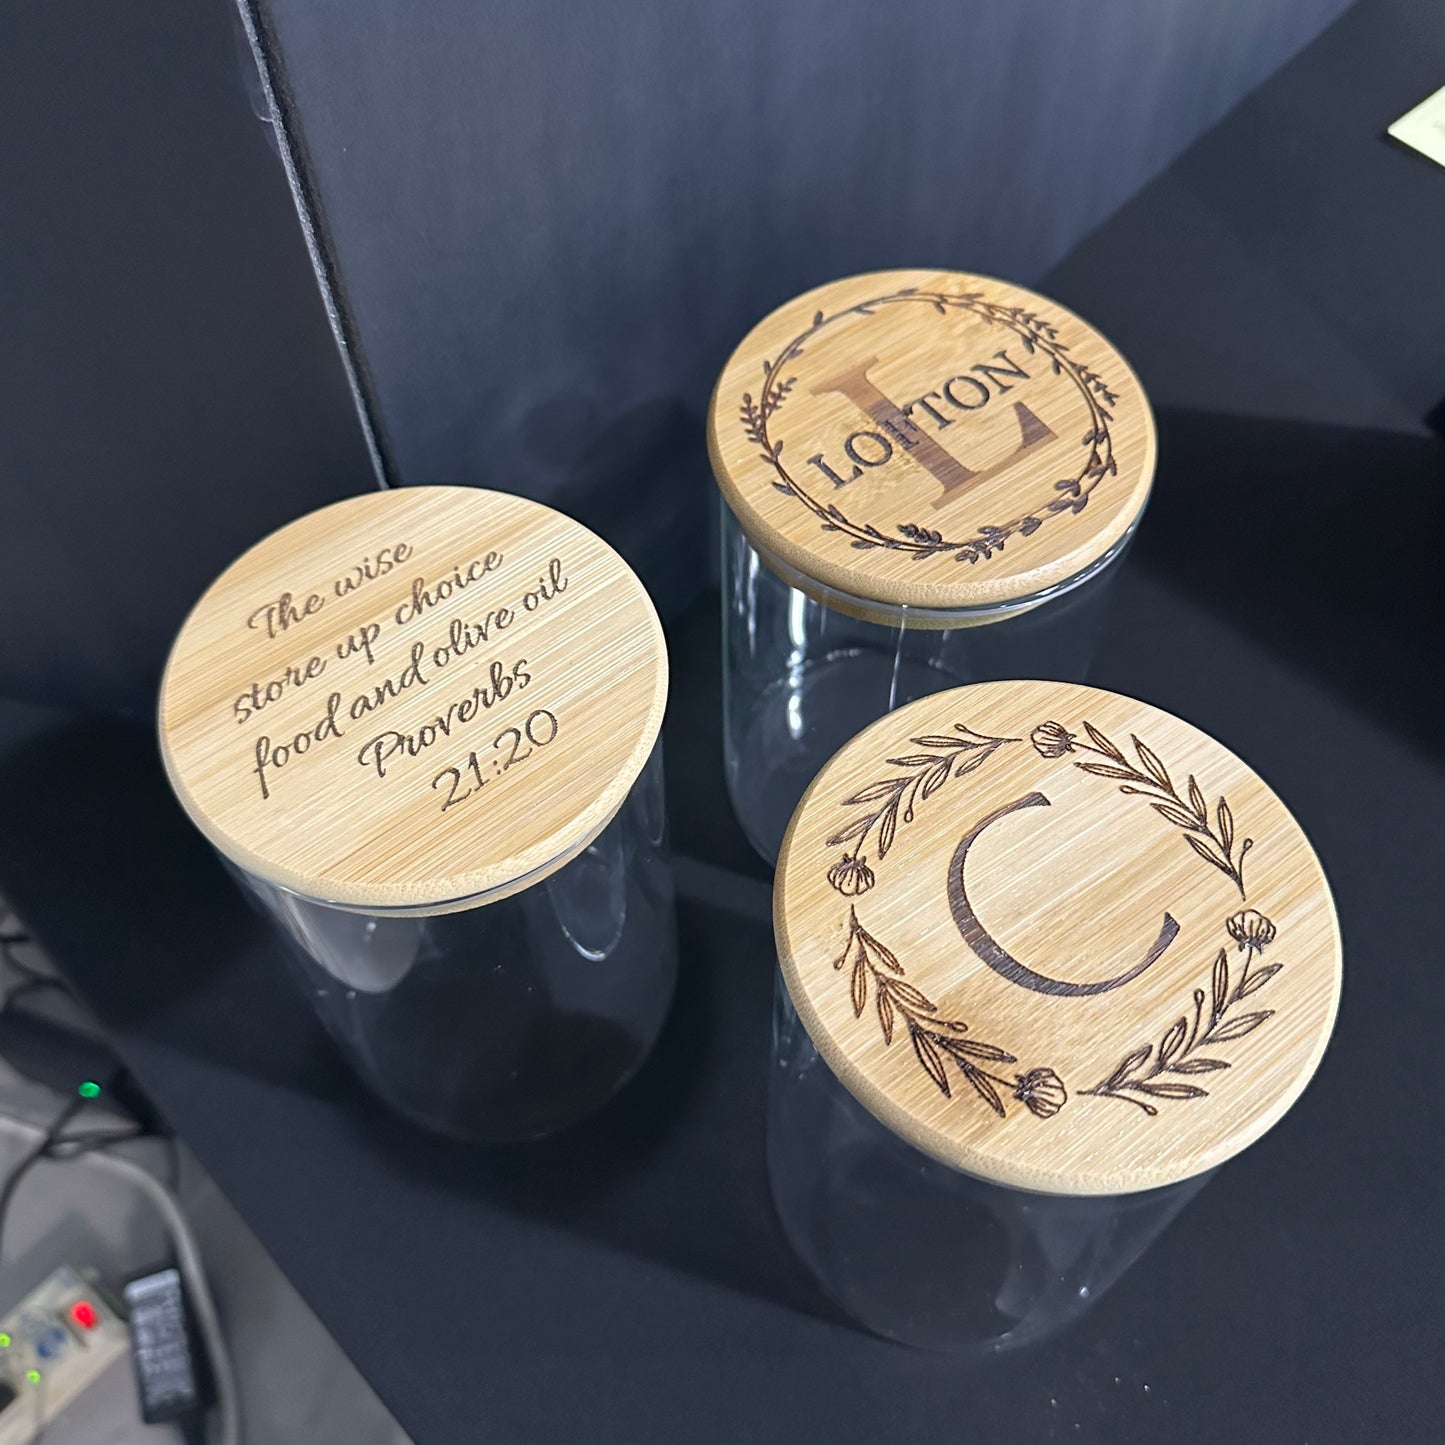 The wise
store up choice
food and olive oil
Proverbs
21:20
L
LOFTON
C